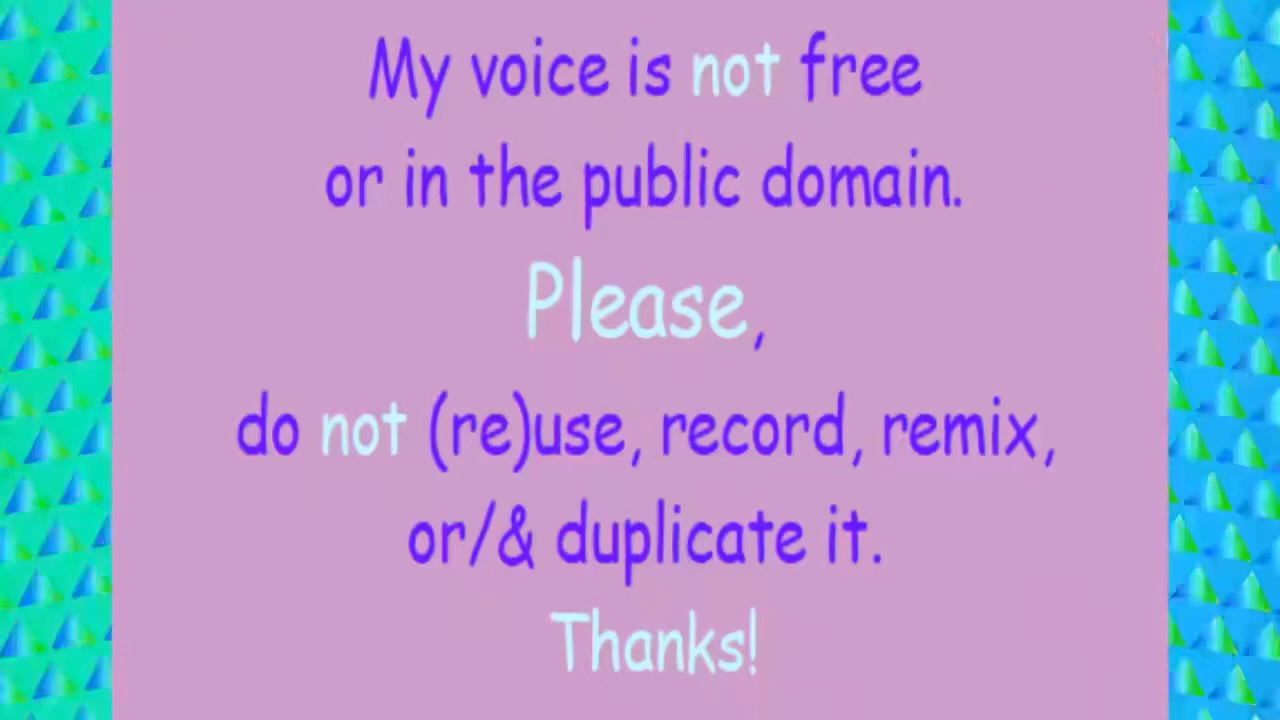 My voice is not free
or in the public domain.
Please,
do not (re)use, record, remix,
or/& duplicate it.
Thanks!